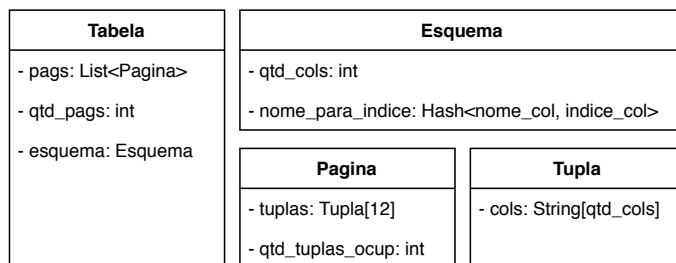 Tabela
- pags: List<Pagina>
- qtd_pags: int
- esquema: Esquema
Esquema
- qtd_cols: int
- nome_para_indice: Hash<nome_col, indice_col>
Pagina
- tuplas: Tupla[12]
- qtd_tuplas_ocup: int
Tupla
- cols: String[qtd_cols]